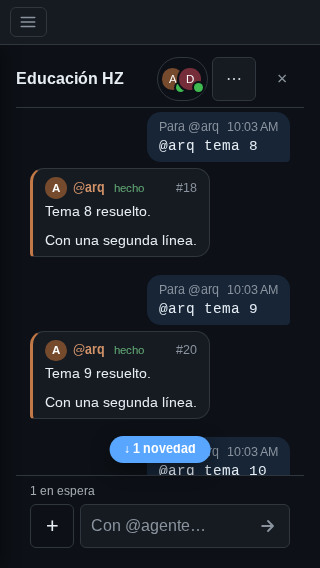 Educación HZ
A D
⋯
×
Para @arq 10:03 AM
@arq tema 8
A @arq hecho #18
Tema 8 resuelto.
Con una segunda línea.
Para @arq 10:03 AM
@arq tema 9
A @arq hecho #20
Tema 9 resuelto.
Con una segunda línea.
↓ 1 novedad
rq 10:03 AM
@arq tema 10
1 en espera
+
Con @agente…
→